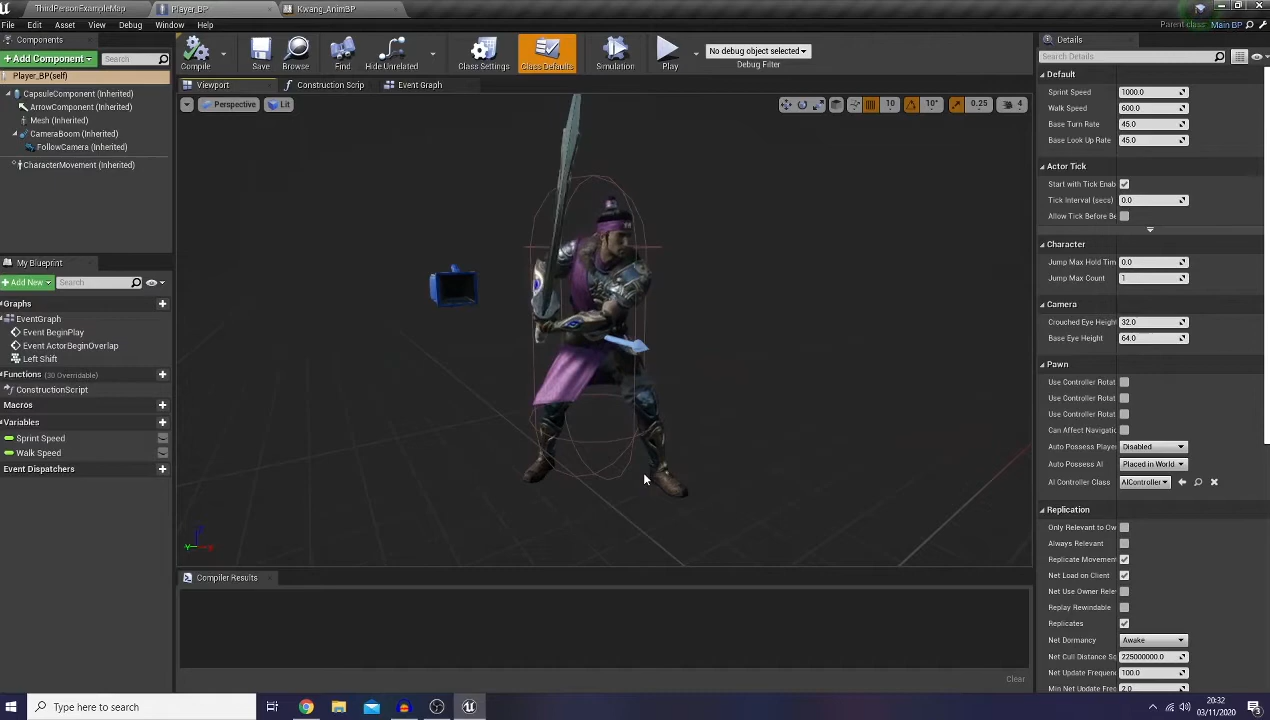 ThirdPersonExampleMap
Player_BP
Kwang_AnimBP
File Edit Asset View Debug Window Help
Parent class: Main BP
Components
Add Component
Search
Player_BP(self)
CapsuleComponent (Inherited)
ArrowComponent (Inherited)
Mesh (Inherited)
CameraBoom (Inherited)
FollowCamera (Inherited)
CharacterMovement (Inherited)
My Blueprint
Add New
Search
Graphs
EventGraph
Event BeginPlay
Event ActorBeginOverlap
Left Shift
Functions (30 Overridable)
ConstructionScript
Macros
Variables
Sprint Speed
Walk Speed
Event Dispatchers
Compile
Save
Browse
Find
Hide Unrelated
Class Settings
Class Defaults
Simulation
Play
No debug object selected
Debug Filter
Viewport
Construction Script
Event Graph
Perspective
Lit
10
10°
0.25
4
Compiler Results
Clear
Details
Search Details
Default
Sprint Speed 1000.0
Walk Speed 600.0
Base Turn Rate 45.0
Base Look Up Rate 45.0
Actor Tick
Start with Tick Enab
Tick Interval (secs) 0.0
Allow Tick Before Be
Character
Jump Max Hold Tim 0.0
Jump Max Count 1
Camera
Crouched Eye Heigh 32.0
Base Eye Height 64.0
Pawn
Use Controller Rotat
Use Controller Rotat
Use Controller Rotat
Can Affect Navigatio
Auto Possess Player Disabled
Auto Possess AI Placed in World
AI Controller Class AIController
Replication
Only Relevant to Ow
Always Relevant
Replicate Movemen
Net Load on Client
Net Use Owner Rele
Replay Rewindable
Replicates
Net Dormancy Awake
Net Cull Distance Sq 225000000.0
Net Update Frequen 100.0
Min Net Update Fre 2.0
Type here to search
20:32
03/11/2020
3